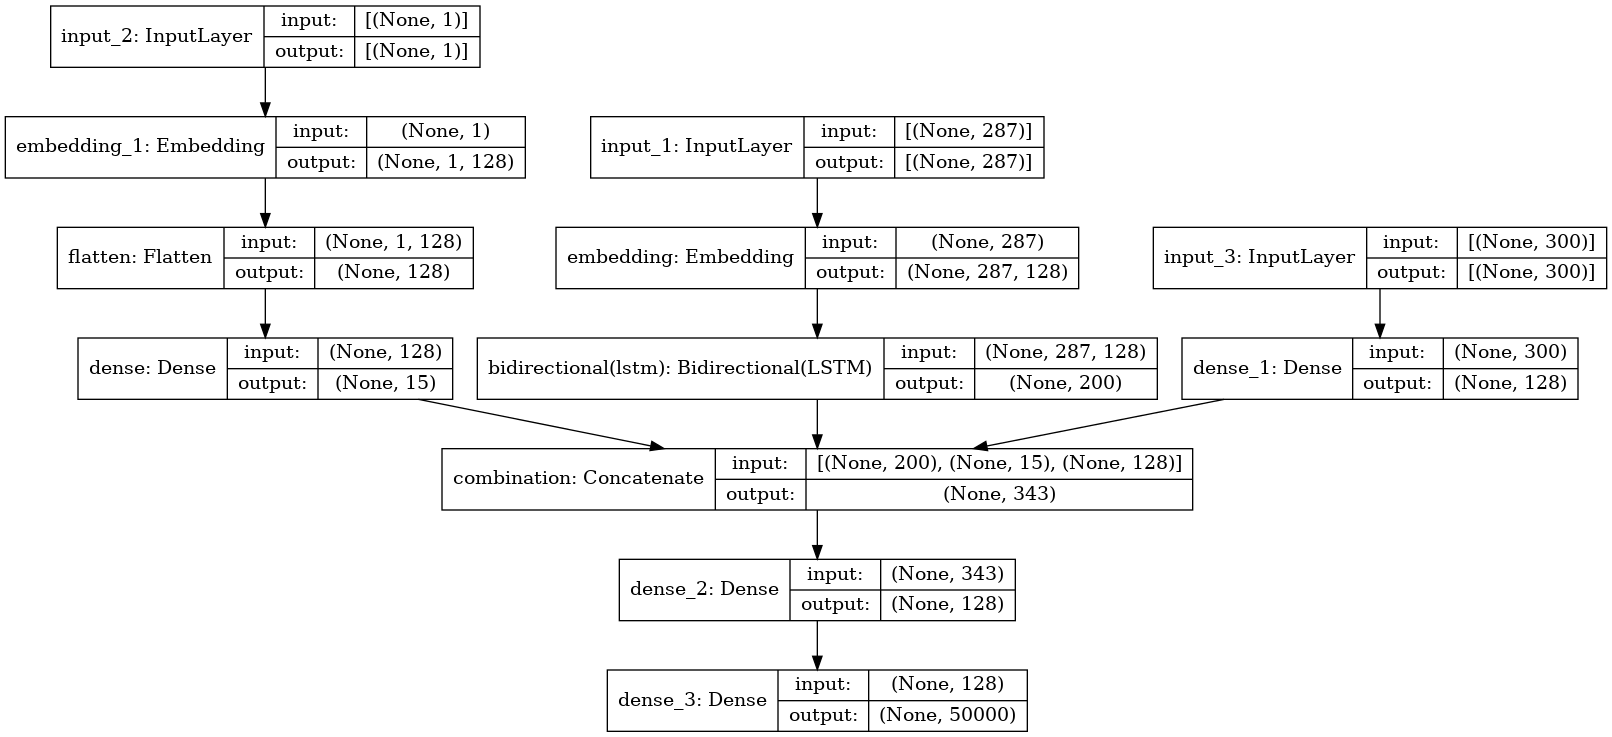 input_2: InputLayer
input: [(None, 1)]
output: [(None, 1)]
embedding_1: Embedding
input: (None, 1)
output: (None, 1, 128)
input_1: InputLayer
input: [(None, 287)]
output: [(None, 287)]
flatten: Flatten
input: (None, 1, 128)
output: (None, 128)
embedding: Embedding
input: (None, 287)
output: (None, 287, 128)
input_3: InputLayer
input: [(None, 300)]
output: [(None, 300)]
dense: Dense
input: (None, 128)
output: (None, 15)
bidirectional(lstm): Bidirectional(LSTM)
input: (None, 287, 128)
output: (None, 200)
dense_1: Dense
input: (None, 300)
output: (None, 128)
combination: Concatenate
input: [(None, 200), (None, 15), (None, 128)]
output: (None, 343)
dense_2: Dense
input: (None, 343)
output: (None, 128)
dense_3: Dense
input: (None, 128)
output: (None, 50000)